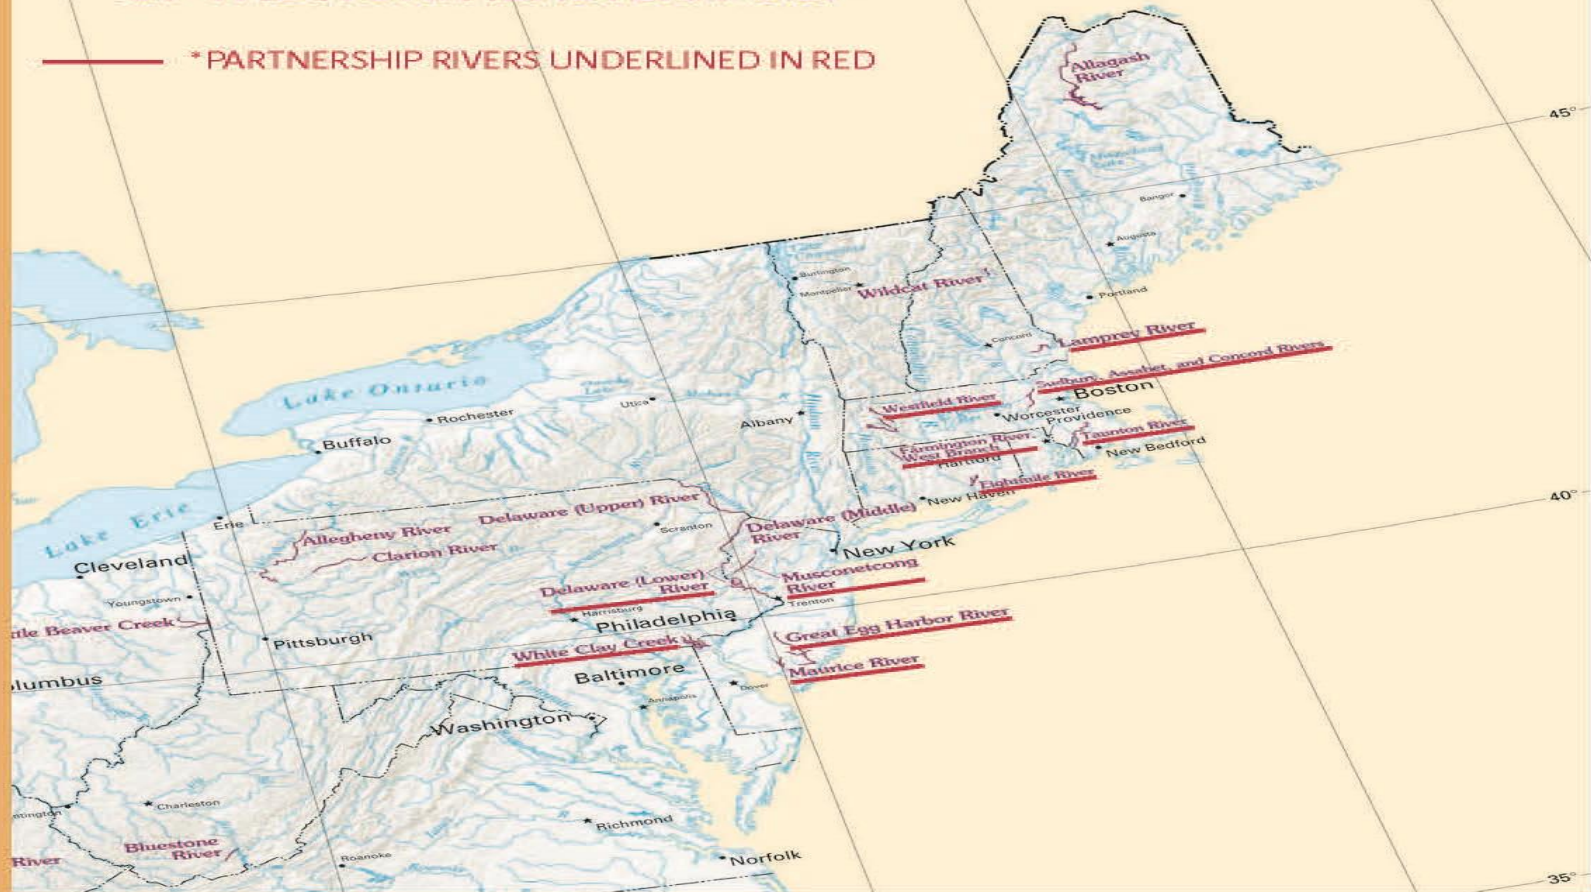 *PARTNERSHIP RIVERS UNDERLINED IN RED
Allagash
River
45°
Bangor
Augusta
Burlington
Montpelier
Wildcat River
Portland
Concord
Lamprey River
Sudbury, Assabet, and Concord Rivers
Boston
Lake Ontario
Rochester
Utica
Albany
Hudson
River
Westfield River
Worcester
Providence
Taunton River
New Bedford
Buffalo
Farmington River,
West Branch
Hartford
Eightmile River
New Haven
40°
Lake Erie
Erie
Delaware (Upper) River
Allegheny River
Clarion River
Scranton
Delaware (Middle)
River
New York
Cleveland
Youngstown
Delaware (Lower)
River
Musconetcong
River
Trenton
Harrisburg
Philadelphia
Great Egg Harbor River
ttle Beaver Creek
Pittsburgh
White Clay Creek
Maurice River
olumbus
Baltimore
Dover
Annapolis
Washington
Charleston
ntington
Richmond
Bluestone
River
River
Roanoke
Norfolk
35°